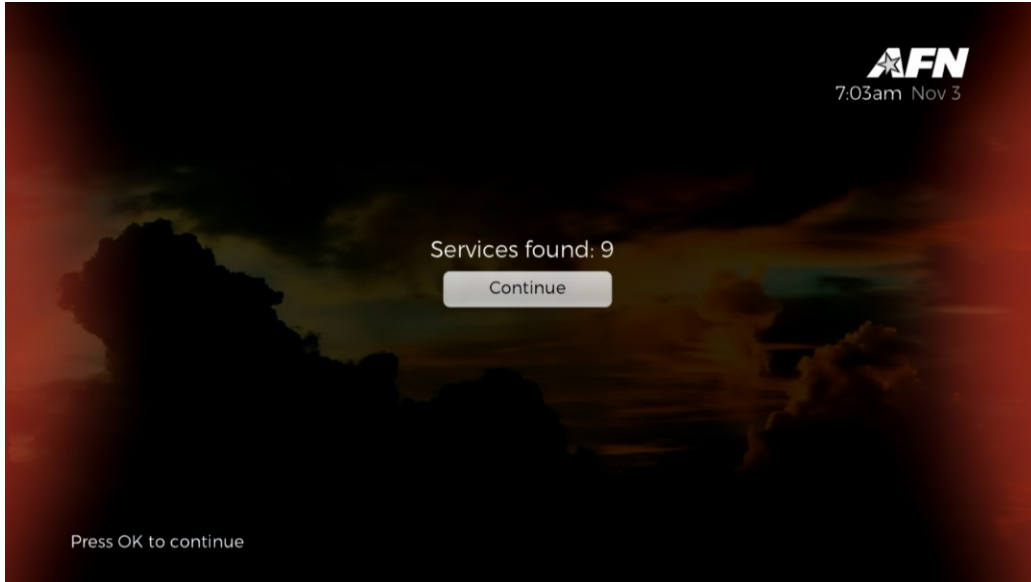 AFN
7:03am Nov 3
Services found: 9
Continue
Press OK to continue